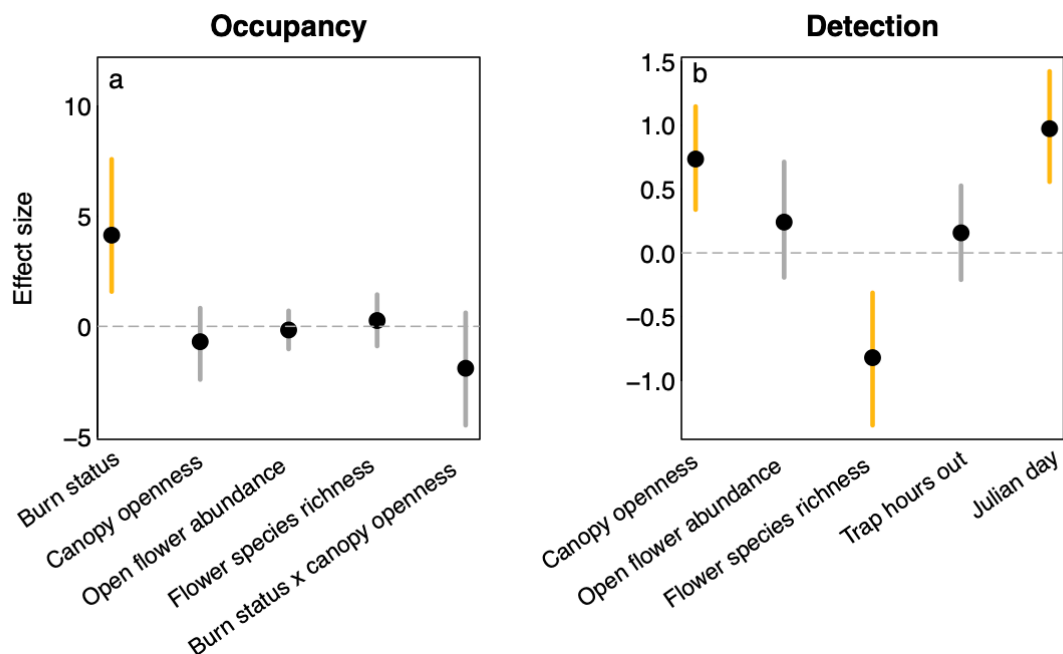 Occupancy
a
Effect size
10
5
0
−5
Burn status
Canopy openness
Open flower abundance
Flower species richness
Burn status x canopy openness
Detection
b
1.5
1.0
0.5
0.0
−0.5
−1.0
Canopy openness
Open flower abundance
Flower species richness
Trap hours out
Julian day